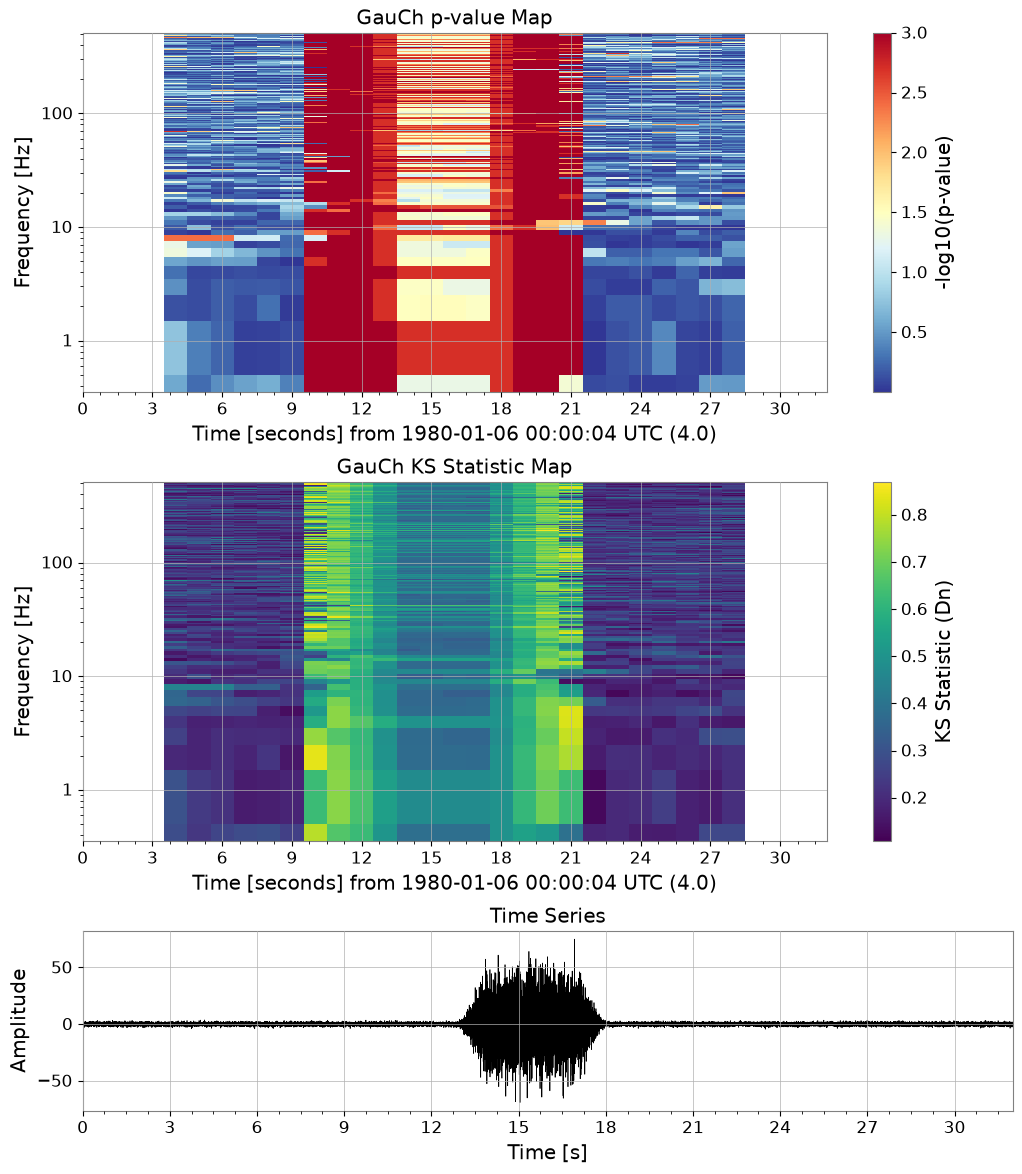 GauCh p-value Map
Frequency [Hz]
100
10
1
0 3 6 9 12 15 18 21 24 27 30
Time [seconds] from 1980-01-06 00:00:04 UTC (4.0)
3.0
2.5
2.0
1.5
1.0
0.5
-log10(p-value)
GauCh KS Statistic Map
Frequency [Hz]
100
10
1
0 3 6 9 12 15 18 21 24 27 30
Time [seconds] from 1980-01-06 00:00:04 UTC (4.0)
0.8
0.7
0.6
0.5
0.4
0.3
0.2
KS Statistic (Dn)
Time Series
Amplitude
50
0
−50
0 3 6 9 12 15 18 21 24 27 30
Time [s]